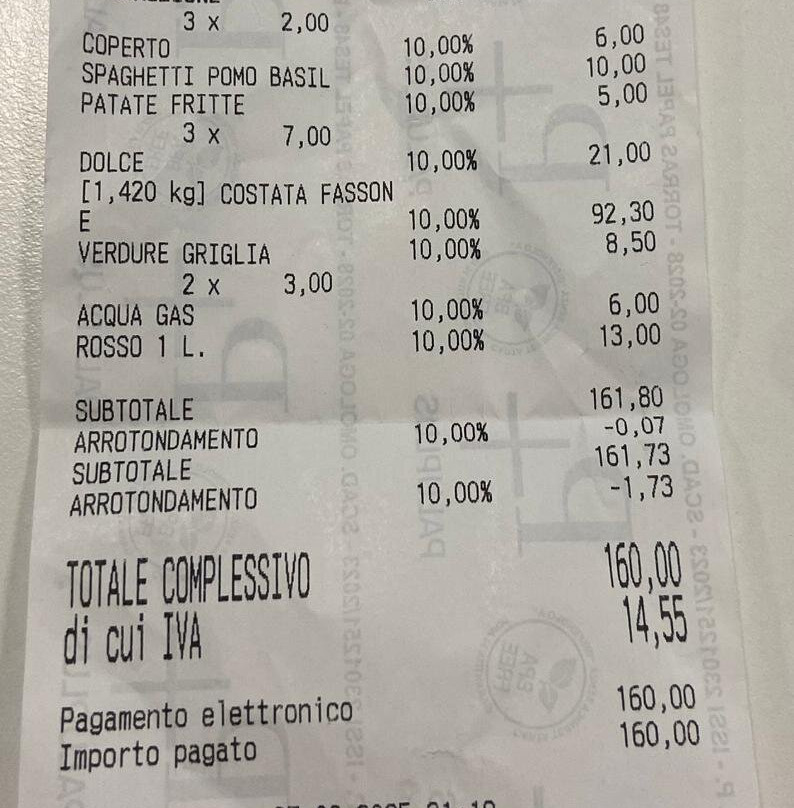 3 x 2,00
COPERTO 10,00% 6,00
SPAGHETTI POMO BASIL 10,00% 10,00
PATATE FRITTE 10,00% 5,00
3 x 7,00
DOLCE 10,00% 21,00
[1,420 kg] COSTATA FASSON
E 10,00% 92,30
VERDURE GRIGLIA 10,00% 8,50
2 x 3,00
ACQUA GAS 10,00% 6,00
ROSSO 1 L. 10,00% 13,00
SUBTOTALE 161,80
ARROTONDAMENTO 10,00% -0,07
SUBTOTALE 161,73
ARROTONDAMENTO 10,00% -1,73
TOTALE COMPLESSIVO 160,00
di cui IVA 14,55
Pagamento elettronico 160,00
Importo pagato 160,00